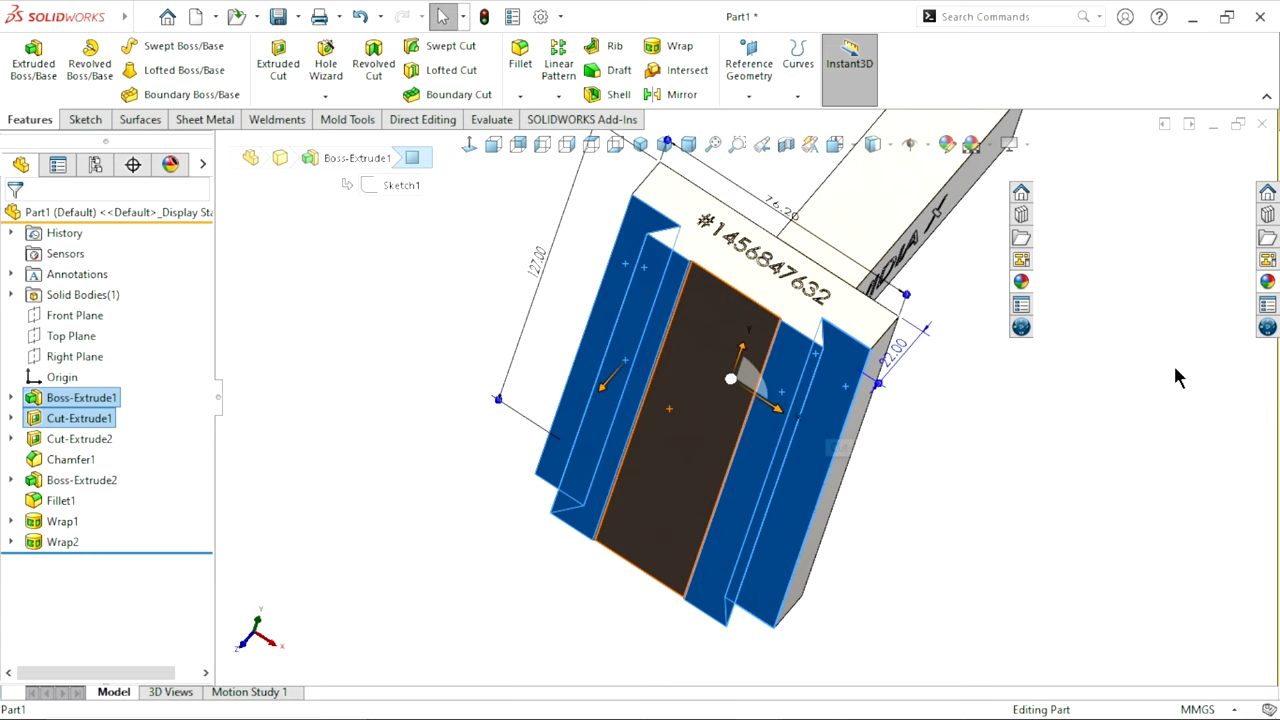 SOLIDWORKS
Part1 *
Search Commands
Extruded Boss/Base
Revolved Boss/Base
Swept Boss/Base
Lofted Boss/Base
Boundary Boss/Base
Extruded Cut
Hole Wizard
Revolved Cut
Swept Cut
Lofted Cut
Boundary Cut
Fillet
Linear Pattern
Rib
Draft
Shell
Wrap
Intersect
Mirror
Reference Geometry
Curves
Instant3D
Features
Sketch
Surfaces
Sheet Metal
Weldments
Mold Tools
Direct Editing
Evaluate
SOLIDWORKS Add-Ins
Boss-Extrude1
Sketch1
Part1 (Default) <<Default>_Display Sta
History
Sensors
Annotations
Solid Bodies(1)
Front Plane
Top Plane
Right Plane
Origin
Boss-Extrude1
Cut-Extrude1
Cut-Extrude2
Chamfer1
Boss-Extrude2
Fillet1
Wrap1
Wrap2
76.20
127.00
22.00
#1456847632
Y
Y
Z
X
Model
3D Views
Motion Study 1
Part1
Editing Part
MMGS